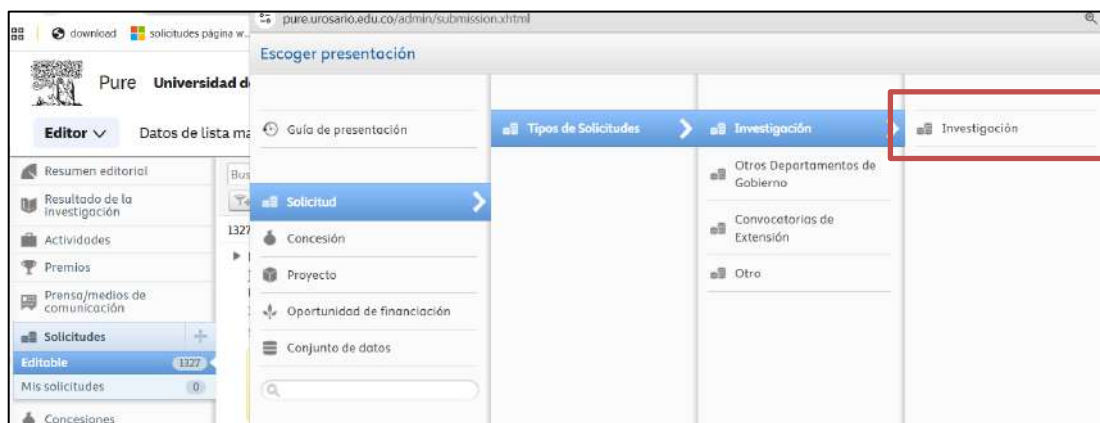 pure.urosario.edu.co/admin/submission.xhtml
download
solicitudes página w..
Escoger presentación
Pure Universidad d
Editor
Datos de lista ma
Guía de presentación
Tipos de Solicitudes
Investigación
Investigación
Resumen editorial
Bus
Otros Departamentos de
Gobierno
Resultado de la
investigación
Solicitud
Convocatorias de
Extensión
Actividades
1327
Concesión
Premios
Proyecto
Otro
Prensa/medios de
comunicación
Oportunidad de financiación
Solicitudes
Conjunto de datos
Editable
1327
Mis solicitudes
0
Concesiones